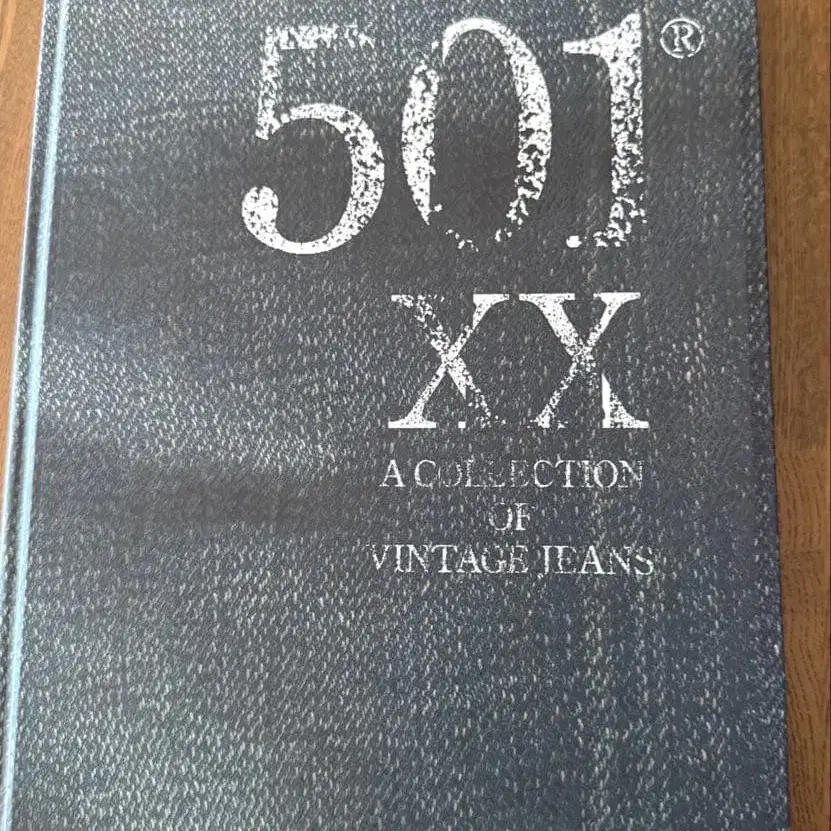 501®
XX
A COLLECTION
OF
VINTAGE JEANS